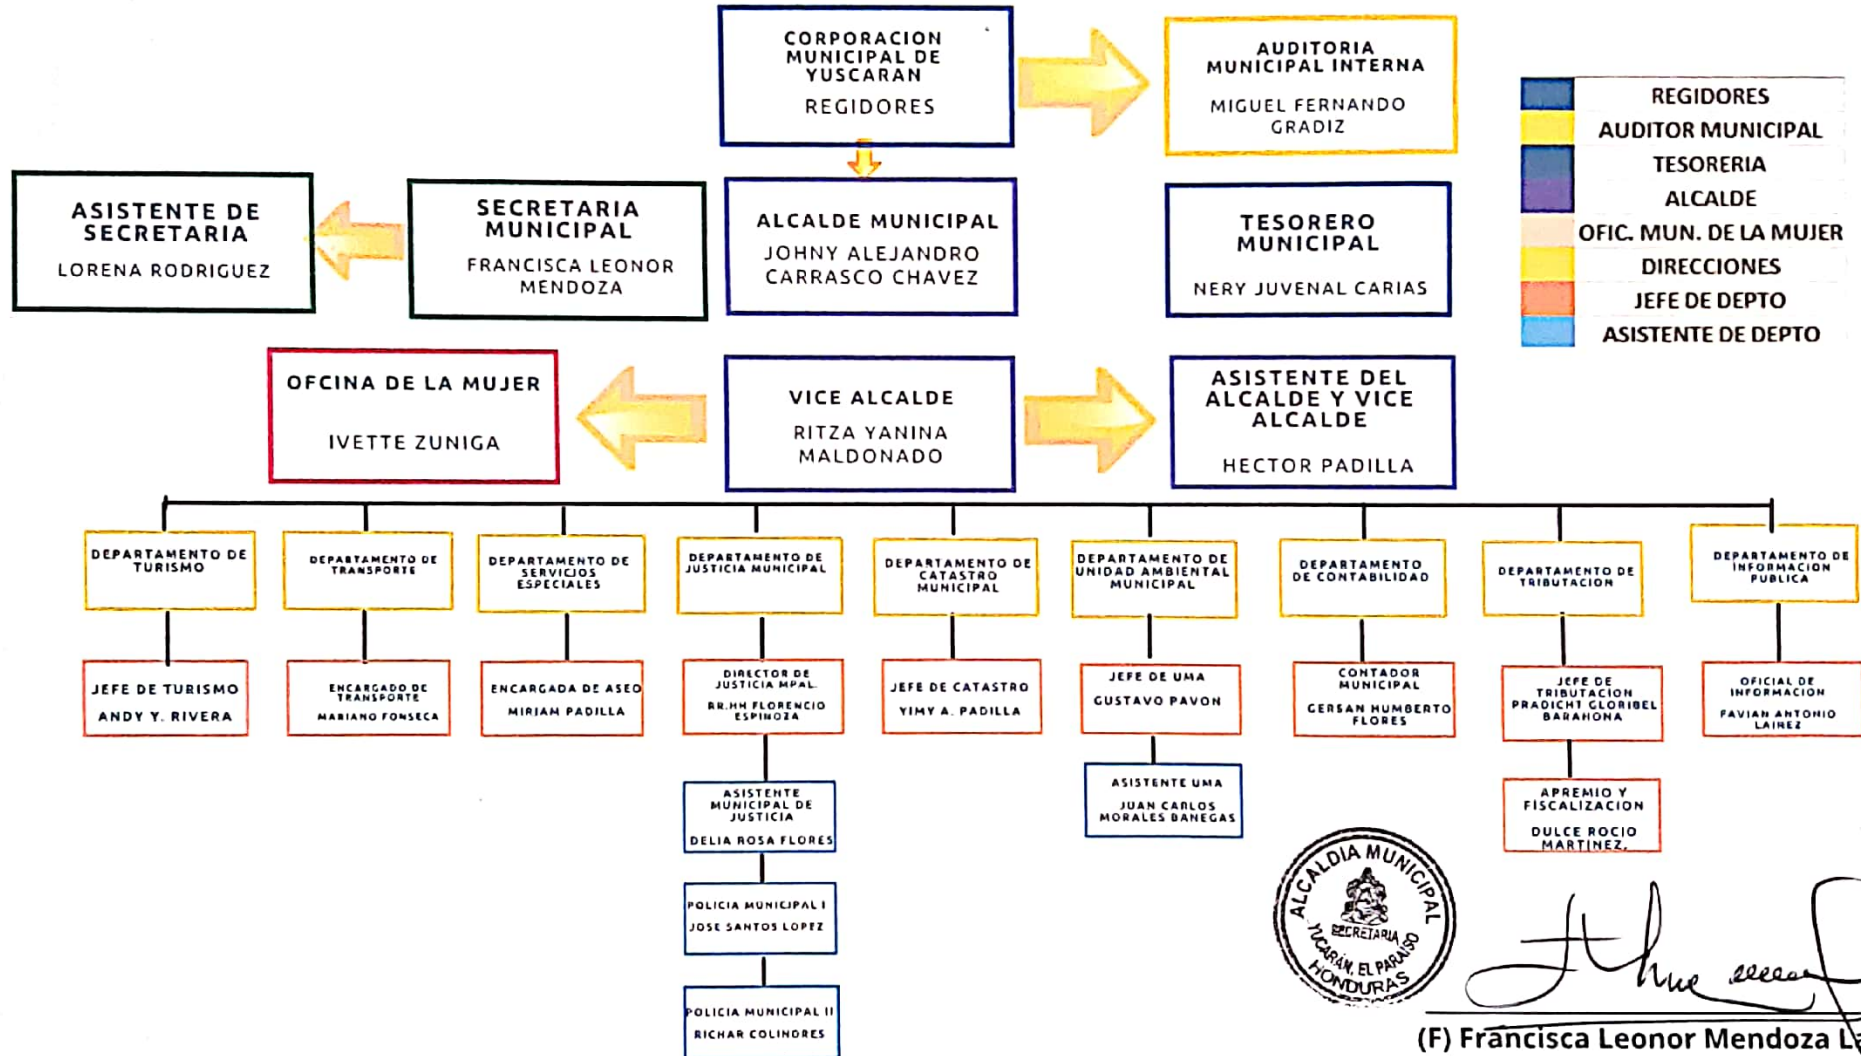 CORPORACION
MUNICIPAL DE
YUSCARAN
REGIDORES
AUDITORIA
MUNICIPAL INTERNA
MIGUEL FERNANDO
GRADIZ
REGIDORES
AUDITOR MUNICIPAL
TESORERIA
ALCALDE
OFIC. MUN. DE LA MUJER
DIRECCIONES
JEFE DE DEPTO
ASISTENTE DE DEPTO
ASISTENTE DE
SECRETARIA
LORENA RODRIGUEZ
SECRETARIA
MUNICIPAL
FRANCISCA LEONOR
MENDOZA
ALCALDE MUNICIPAL
JOHNY ALEJANDRO
CARRASCO CHAVEZ
TESORERO
MUNICIPAL
NERY JUVENAL CARIAS
OFCINA DE LA MUJER
IVETTE ZUNIGA
VICE ALCALDE
RITZA YANINA
MALDONADO
ASISTENTE DEL
ALCALDE Y VICE
ALCALDE
HECTOR PADILLA
DEPARTAMENTO DE
TURISMO
DEPARTAMENTO DE
TRANSPORTE
DEPARTAMENTO DE
SERVICIOS
ESPECIALES
DEPARTAMENTO DE
JUSTICIA MUNICIPAL
DEPARTAMENTO DE
CATASTRO
MUNICIPAL
DEPARTAMENTO DE
UNIDAD AMBIENTAL
MUNICIPAL
DEPARTAMENTO
DE CONTABILIDAD
DEPARTAMENTO DE
TRIBUTACION
DEPARTAMENTO DE
INFORMACION
PUBLICA
JEFE DE TURISMO
ANDY Y. RIVERA
ENCARGADO DE
TRANSPORTE
MARIANO FONSECA
ENCARGADA DE ASEO
MIRIAM PADILLA
DIRECTOR DE
JUSTICIA MPAL.
RR.HH FLORENCIO
ESPINOZA
JEFE DE CATASTRO
YIMY A. PADILLA
JEFE DE UMA
GUSTAVO PAVON
CONTADOR
MUNICIPAL
GERSAN HUMBERTO
FLORES
JEFE DE
TRIBUTACION
PRADICHT GLORIBEL
BARAHONA
OFICIAL DE
INFORMACION
FAVIAN ANTONIO
LAINEZ
ASISTENTE
MUNICIPAL DE
JUSTICIA
DELIA ROSA FLORES
ASISTENTE UMA
JUAN CARLOS
MORALES BANEGAS
APREMIO Y
FISCALIZACION
DULCE ROCIO
MARTINEZ.
POLICIA MUNICIPAL I
JOSE SANTOS LOPEZ
POLICIA MUNICIPAL II
RICHAR COLINDRES
ALCALDIA MUNICIPAL
SECRETARIA
YUCARÁN, EL PARAISO
HONDURAS
(F) Francisca Leonor Mendoza